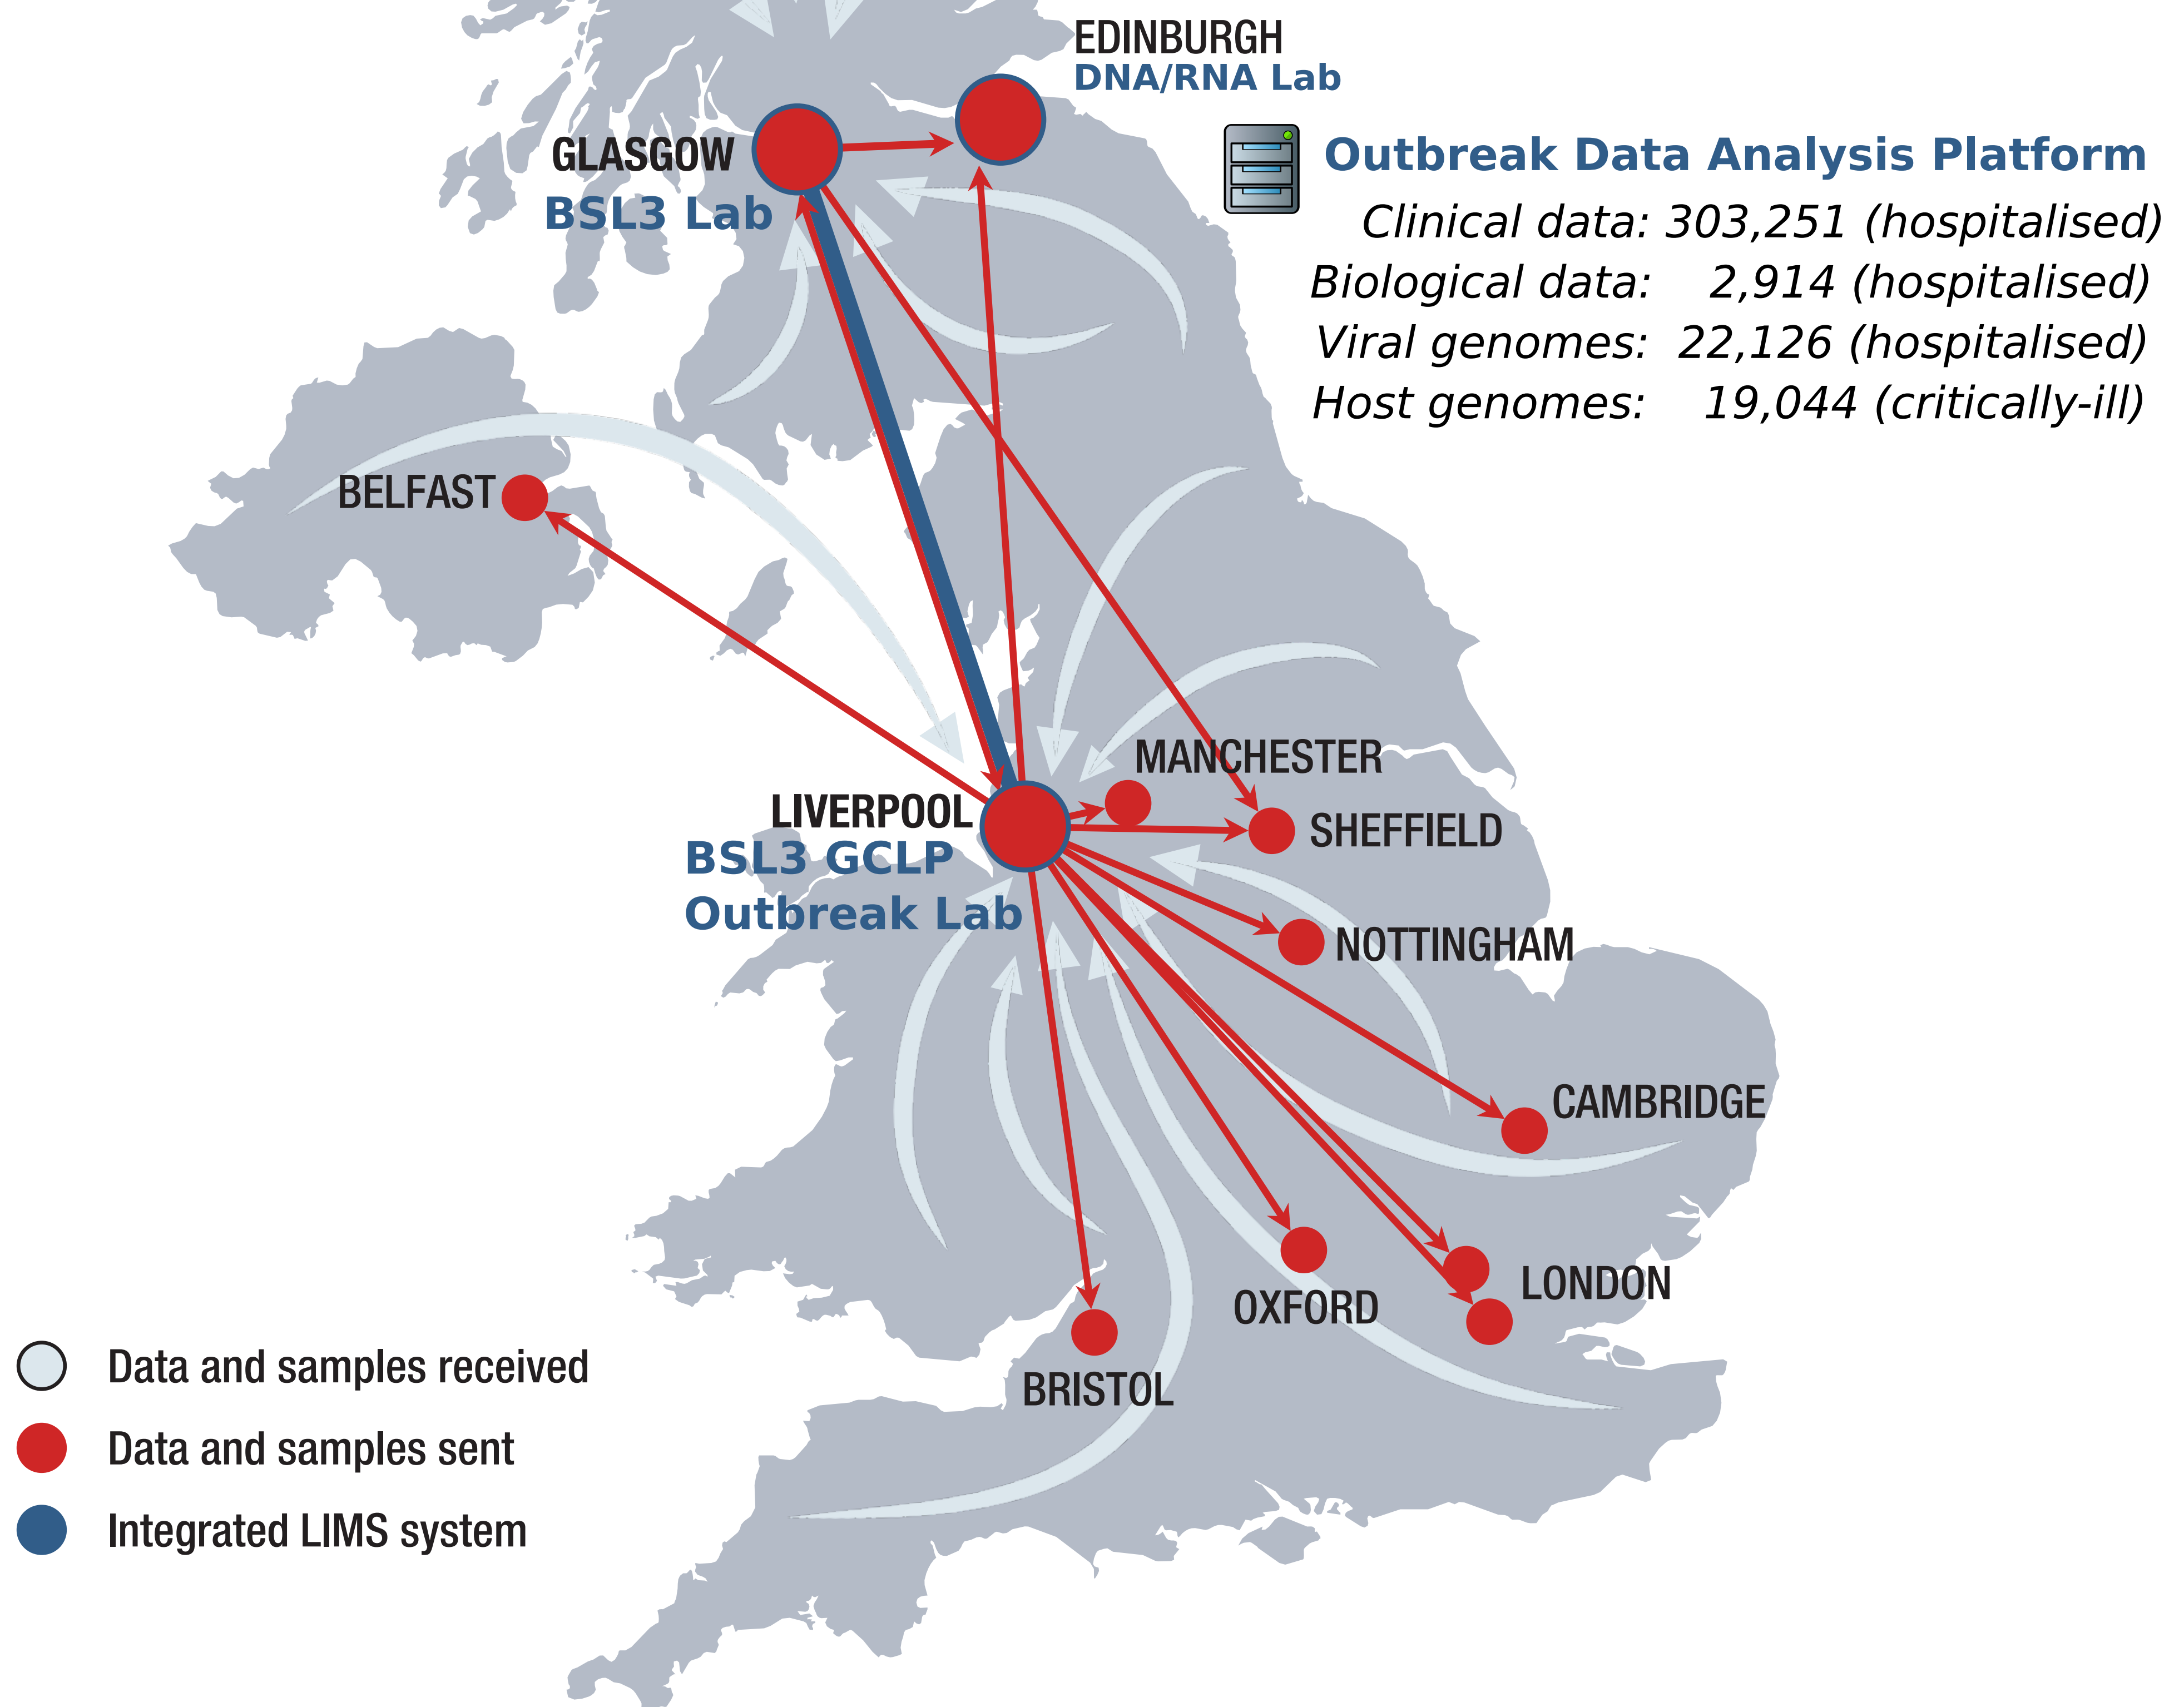 EDINBURGH
DNA/RNA Lab
GLASGOW
BSL3 Lab
Outbreak Data Analysis Platform
Clinical data: 303,251 (hospitalised)
Biological data: 2,914 (hospitalised)
Viral genomes: 22,126 (hospitalised)
Host genomes: 19,044 (critically-ill)
BELFAST
MANCHESTER
LIVERPOOL
BSL3 GCLP
Outbreak Lab
SHEFFIELD
NOTTINGHAM
CAMBRIDGE
LONDON
OXFORD
BRISTOL
Data and samples received
Data and samples sent
Integrated LIMS system